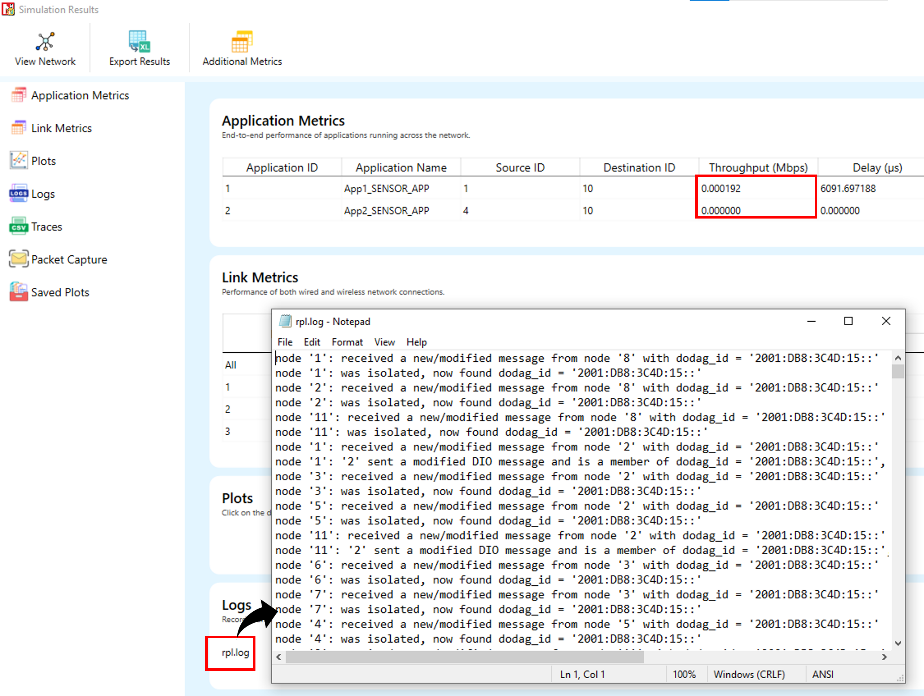 Simulation Results
View Network
Export Results
Additional Metrics
Application Metrics
Link Metrics
Plots
Logs
Traces
Packet Capture
Saved Plots
Application Metrics
End-to-end performance of applications running across the network.
Application ID Application Name Source ID Destination ID Throughput (Mbps) Delay (µs)
1 App1_SENSOR_APP 1 10 0.000192 6091.697188
2 App2_SENSOR_APP 4 10 0.000000 0.000000
Link Metrics
Performance of both wired and wireless network connections.
All
1
2
3
Plots
Click on the d
Logs
Recor
rpl.log
rpl.log - Notepad
File Edit Format View Help
node '1': received a new/modified message from node '8' with dodag_id = '2001:DB8:3C4D:15::'
node '1': was isolated, now found dodag_id = '2001:DB8:3C4D:15::'
node '2': received a new/modified message from node '8' with dodag_id = '2001:DB8:3C4D:15::'
node '2': was isolated, now found dodag_id = '2001:DB8:3C4D:15::'
node '11': received a new/modified message from node '8' with dodag_id = '2001:DB8:3C4D:15::'
node '11': was isolated, now found dodag_id = '2001:DB8:3C4D:15::'
node '1': received a new/modified message from node '2' with dodag_id = '2001:DB8:3C4D:15::'
node '1': '2' sent a modified DIO message and is a member of dodag_id = '2001:DB8:3C4D:15::',
node '3': received a new/modified message from node '2' with dodag_id = '2001:DB8:3C4D:15::'
node '3': was isolated, now found dodag_id = '2001:DB8:3C4D:15::'
node '5': received a new/modified message from node '2' with dodag_id = '2001:DB8:3C4D:15::'
node '5': was isolated, now found dodag_id = '2001:DB8:3C4D:15::'
node '11': received a new/modified message from node '2' with dodag_id = '2001:DB8:3C4D:15::'
node '11': '2' sent a modified DIO message and is a member of dodag_id = '2001:DB8:3C4D:15::'
node '6': received a new/modified message from node '3' with dodag_id = '2001:DB8:3C4D:15::'
node '6': was isolated, now found dodag_id = '2001:DB8:3C4D:15::'
node '7': received a new/modified message from node '3' with dodag_id = '2001:DB8:3C4D:15::'
node '7': was isolated, now found dodag_id = '2001:DB8:3C4D:15::'
node '4': received a new/modified message from node '5' with dodag_id = '2001:DB8:3C4D:15::'
node '4': was isolated, now found dodag_id = '2001:DB8:3C4D:15::'
Ln 1, Col 1 100% Windows (CRLF) ANSI